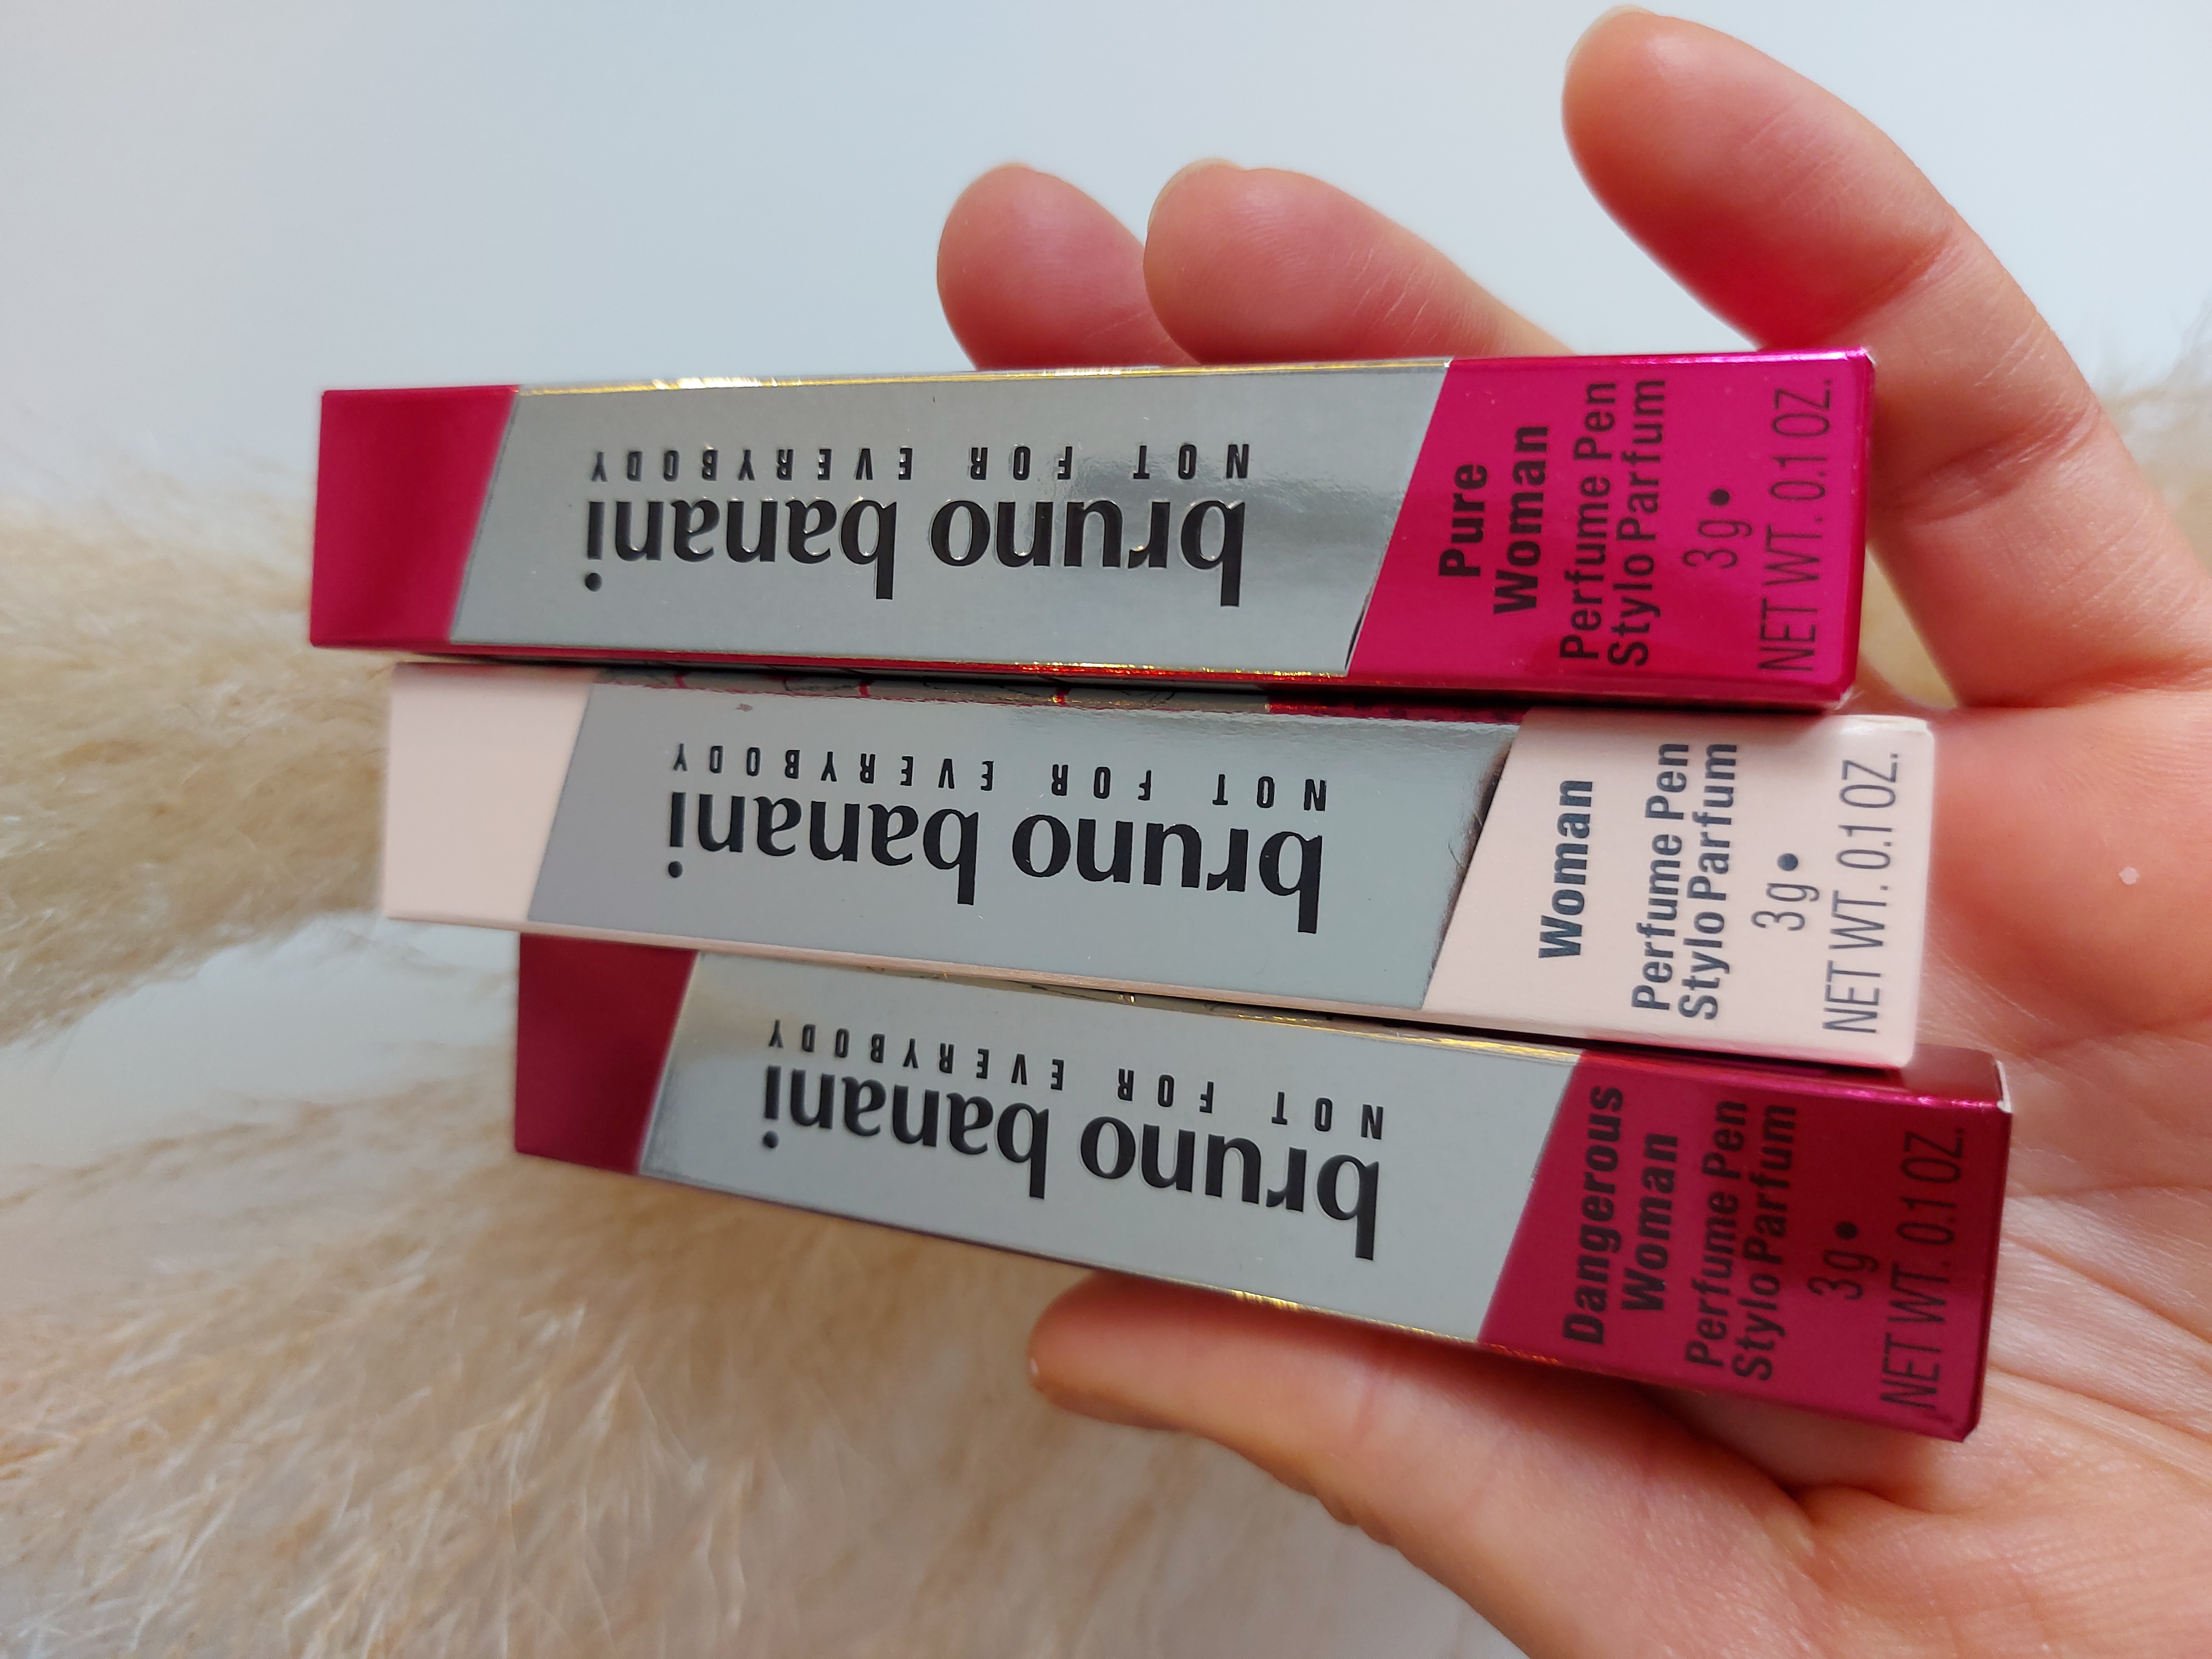 bruno banani
NOT FOR EVERYBODY
Pure
Woman
Perfume Pen
Stylo Parfum
3g•
NET WT. 0.1 OZ.
bruno banani
NOT FOR EVERYBODY
Woman
Perfume Pen
Stylo Parfum
3g•
NET WT. 0.1 OZ.
bruno banani
NOT FOR EVERYBODY
Dangerous
Woman
Perfume Pen
Stylo Parfum
3g•
NET WT. 0.1 OZ.